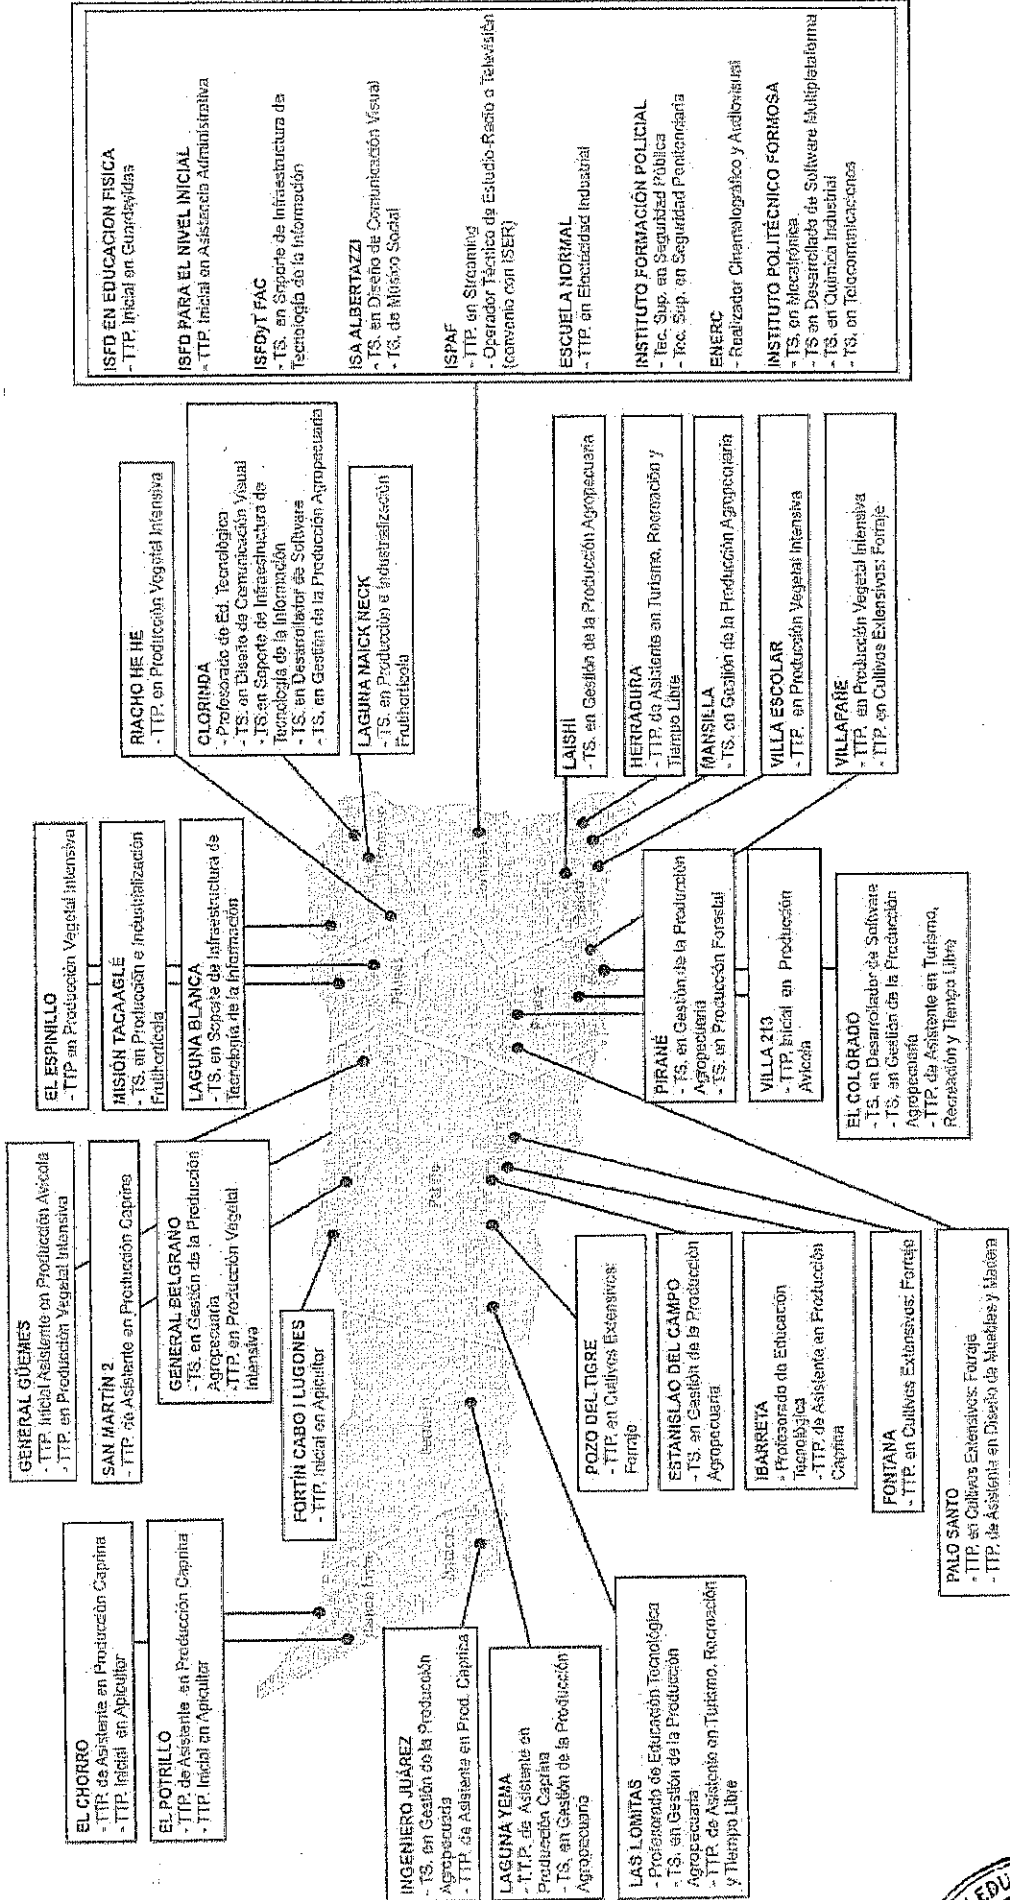 EL CHORRO
- TTP. de Asistente en Producción Caprina
- TTP. Inicial en Apicultor
EL POTRILLO
- TTP. de Asistente en Producción Caprina
- TTP. Inicial en Apicultor
GENERAL GÜEMES
- TTP. Inicial Asistente en Producción Avícola
- TTP. en Producción Vegetal Intensiva
SAN MARTÍN 2
- TTP. de Asistente en Producción Caprina
GENERAL BELGRANO
- TS. en Gestión de la Producción
Agropecuaria
- TTP. en Producción Vegetal
Intensiva
FORTÍN CABO 1 LUGONES
- TTP. Inicial en Apicultor
EL ESPINILLO
- TTP en Producción Vegetal Intensiva
MISIÓN TACAAGLÉ
- TS. en Producción e Industrialización
Frutihortícola
LAGUNA BLANCA
- TS. en Soporte de Infraestructura de
Tecnología de la Información
RIACHO HE HE
- TTP. en Producción Vegetal Intensiva
CLORINDA
- Profesorado de Ed. Tecnológica
- TS. en Diseño de Comunicación Visual
- TS. en Soporte de Infraestructura de
Tecnología de la Información
- TS. en Desarrollador de Software
- TS. en Gestión de la Producción Agropecuaria
LAGUNA NAICK NECK
- TS. en Producción e Industrialización
Frutihortícola
ISFD EN EDUCACION FISICA
- TTP. Inicial en Guardavidas
ISFD PARA EL NIVEL INICIAL
- TTP. Inicial en Asistencia Administrativa
ISFDyT FAC
- TS. en Soporte de Infraestructura de
Tecnología de la Información
ISA ALBERTAZZI
- TS. en Diseño de Comunicación Visual
- TS. de Músico Social
ISPAF
- TTP. en Streaming
- Operador Técnico de Estudio-Radio o Televisión
(convenio con ISER)
ESCUELA NORMAL
- TTP. en Electricidad Industrial
INSTITUTO FORMACIÓN POLICIAL
- Tec. Sup. en Seguridad Pública
- Tec. Sup. en Seguridad Penitenciaria
ENERC
- Realizador Cinematográfico y Audiovisual
INSTITUTO POLITÉCNICO FORMOSA
- TS. en Mecatrónica
- TS en Desarrollado de Software Multiplataforma
- TS. en Química Industrial
- TS. en Telecomunicaciones
Ramón Lista
Matacos
Bermejo
Patiño
Pilagás
Pilcomayo
Pirané
Formosa
INGENIERO JUÁREZ
- TS. en Gestión de la Producción
Agropecuaria
- TTP. de Asistente en Prod. Caprina
LAGUNA YEMA
- T.T.P. de Asistente en
Producción Caprina
- TS. en Gestión de la Producción
Agropecuaria
LAS LOMITAS
- Profesorado de Educación Tecnológica
- TS. en Gestión de la Producción
Agropecuaria
- TTP. de Asistente en Turismo, Recreación
y Tiempo Libre
POZO DEL TIGRE
- TTP. en Cultivos Extensivos:
Forraje
ESTANISLAO DEL CAMPO
- TS. en Gestión de la Producción
Agropecuaria
IBARRETA
- Profesorado de Educación
Tecnológica
- TTP. de Asistente en Producción
Caprina
FONTANA
- TTP. en Cultivos Extensivos: Forraje
PALO SANTO
- TTP. en Cultivos Extensivos: Forraje
- TTP. de Asistente en Diseño de Muebles y Madera
PIRANÉ
- TS. en Gestión de la Producción
Agropecuaria
- TS. en Producción Forestal
VILLA 213
- TTP. Inicial en Producción
Avícola
EL COLORADO
- TS. en Desarrollador de Software
- TS. en Gestión de la Producción
Agropecuaria
- TTP. de Asistente en Turismo,
Recreación y Tiempo Libre
LAISHÍ
- TS. en Gestión de la Producción Agropecuaria
HERRADURA
- TTP. de Asistente en Turismo, Recreación y
Tiempo Libre
MANSILLA
- TS. en Gestión de la Producción Agropecuaria
VILLA ESCOLAR
- TTP. en Producción Vegetal Intensiva
VILLAFAÑE
- TTP. en Producción Vegetal Intensiva
- TTP. en Cultivos Extensivos: Forraje
EDU